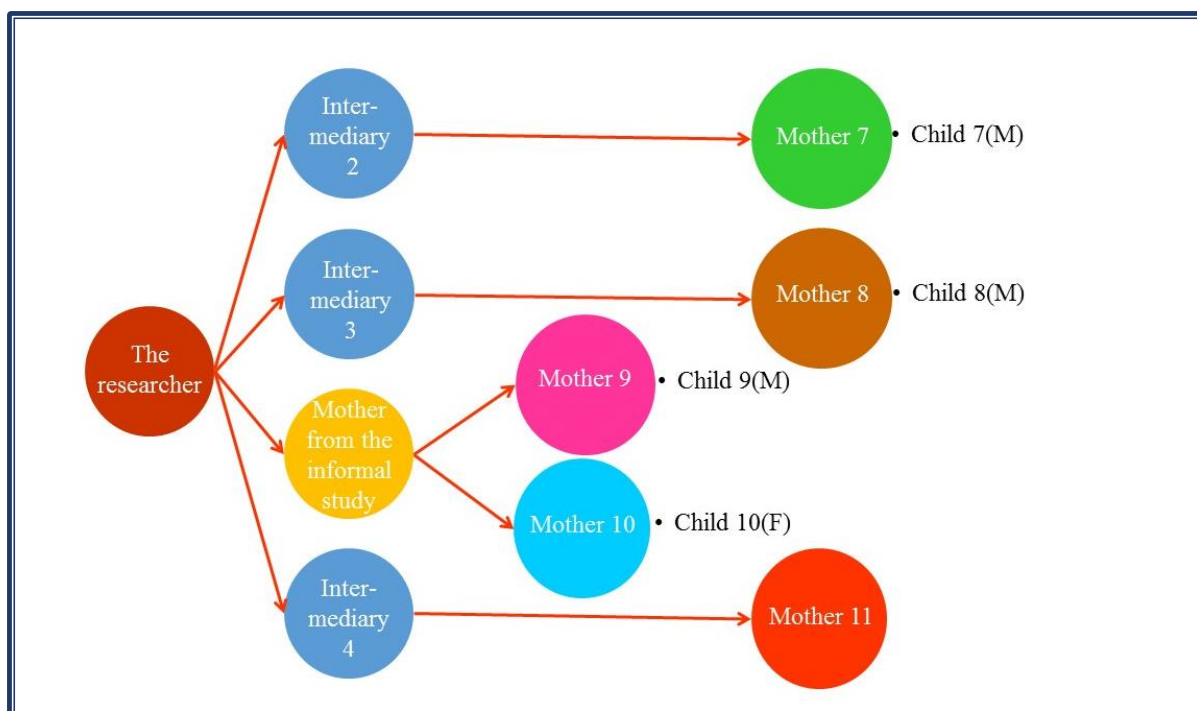 Inter-
mediary
2
Mother 7
• Child 7(M)
Inter-
mediary
3
Mother 8
• Child 8(M)
The
researcher
Mother
from the
informal
study
Mother 9
• Child 9(M)
Mother 10
• Child 10(F)
Inter-
mediary
4
Mother 11